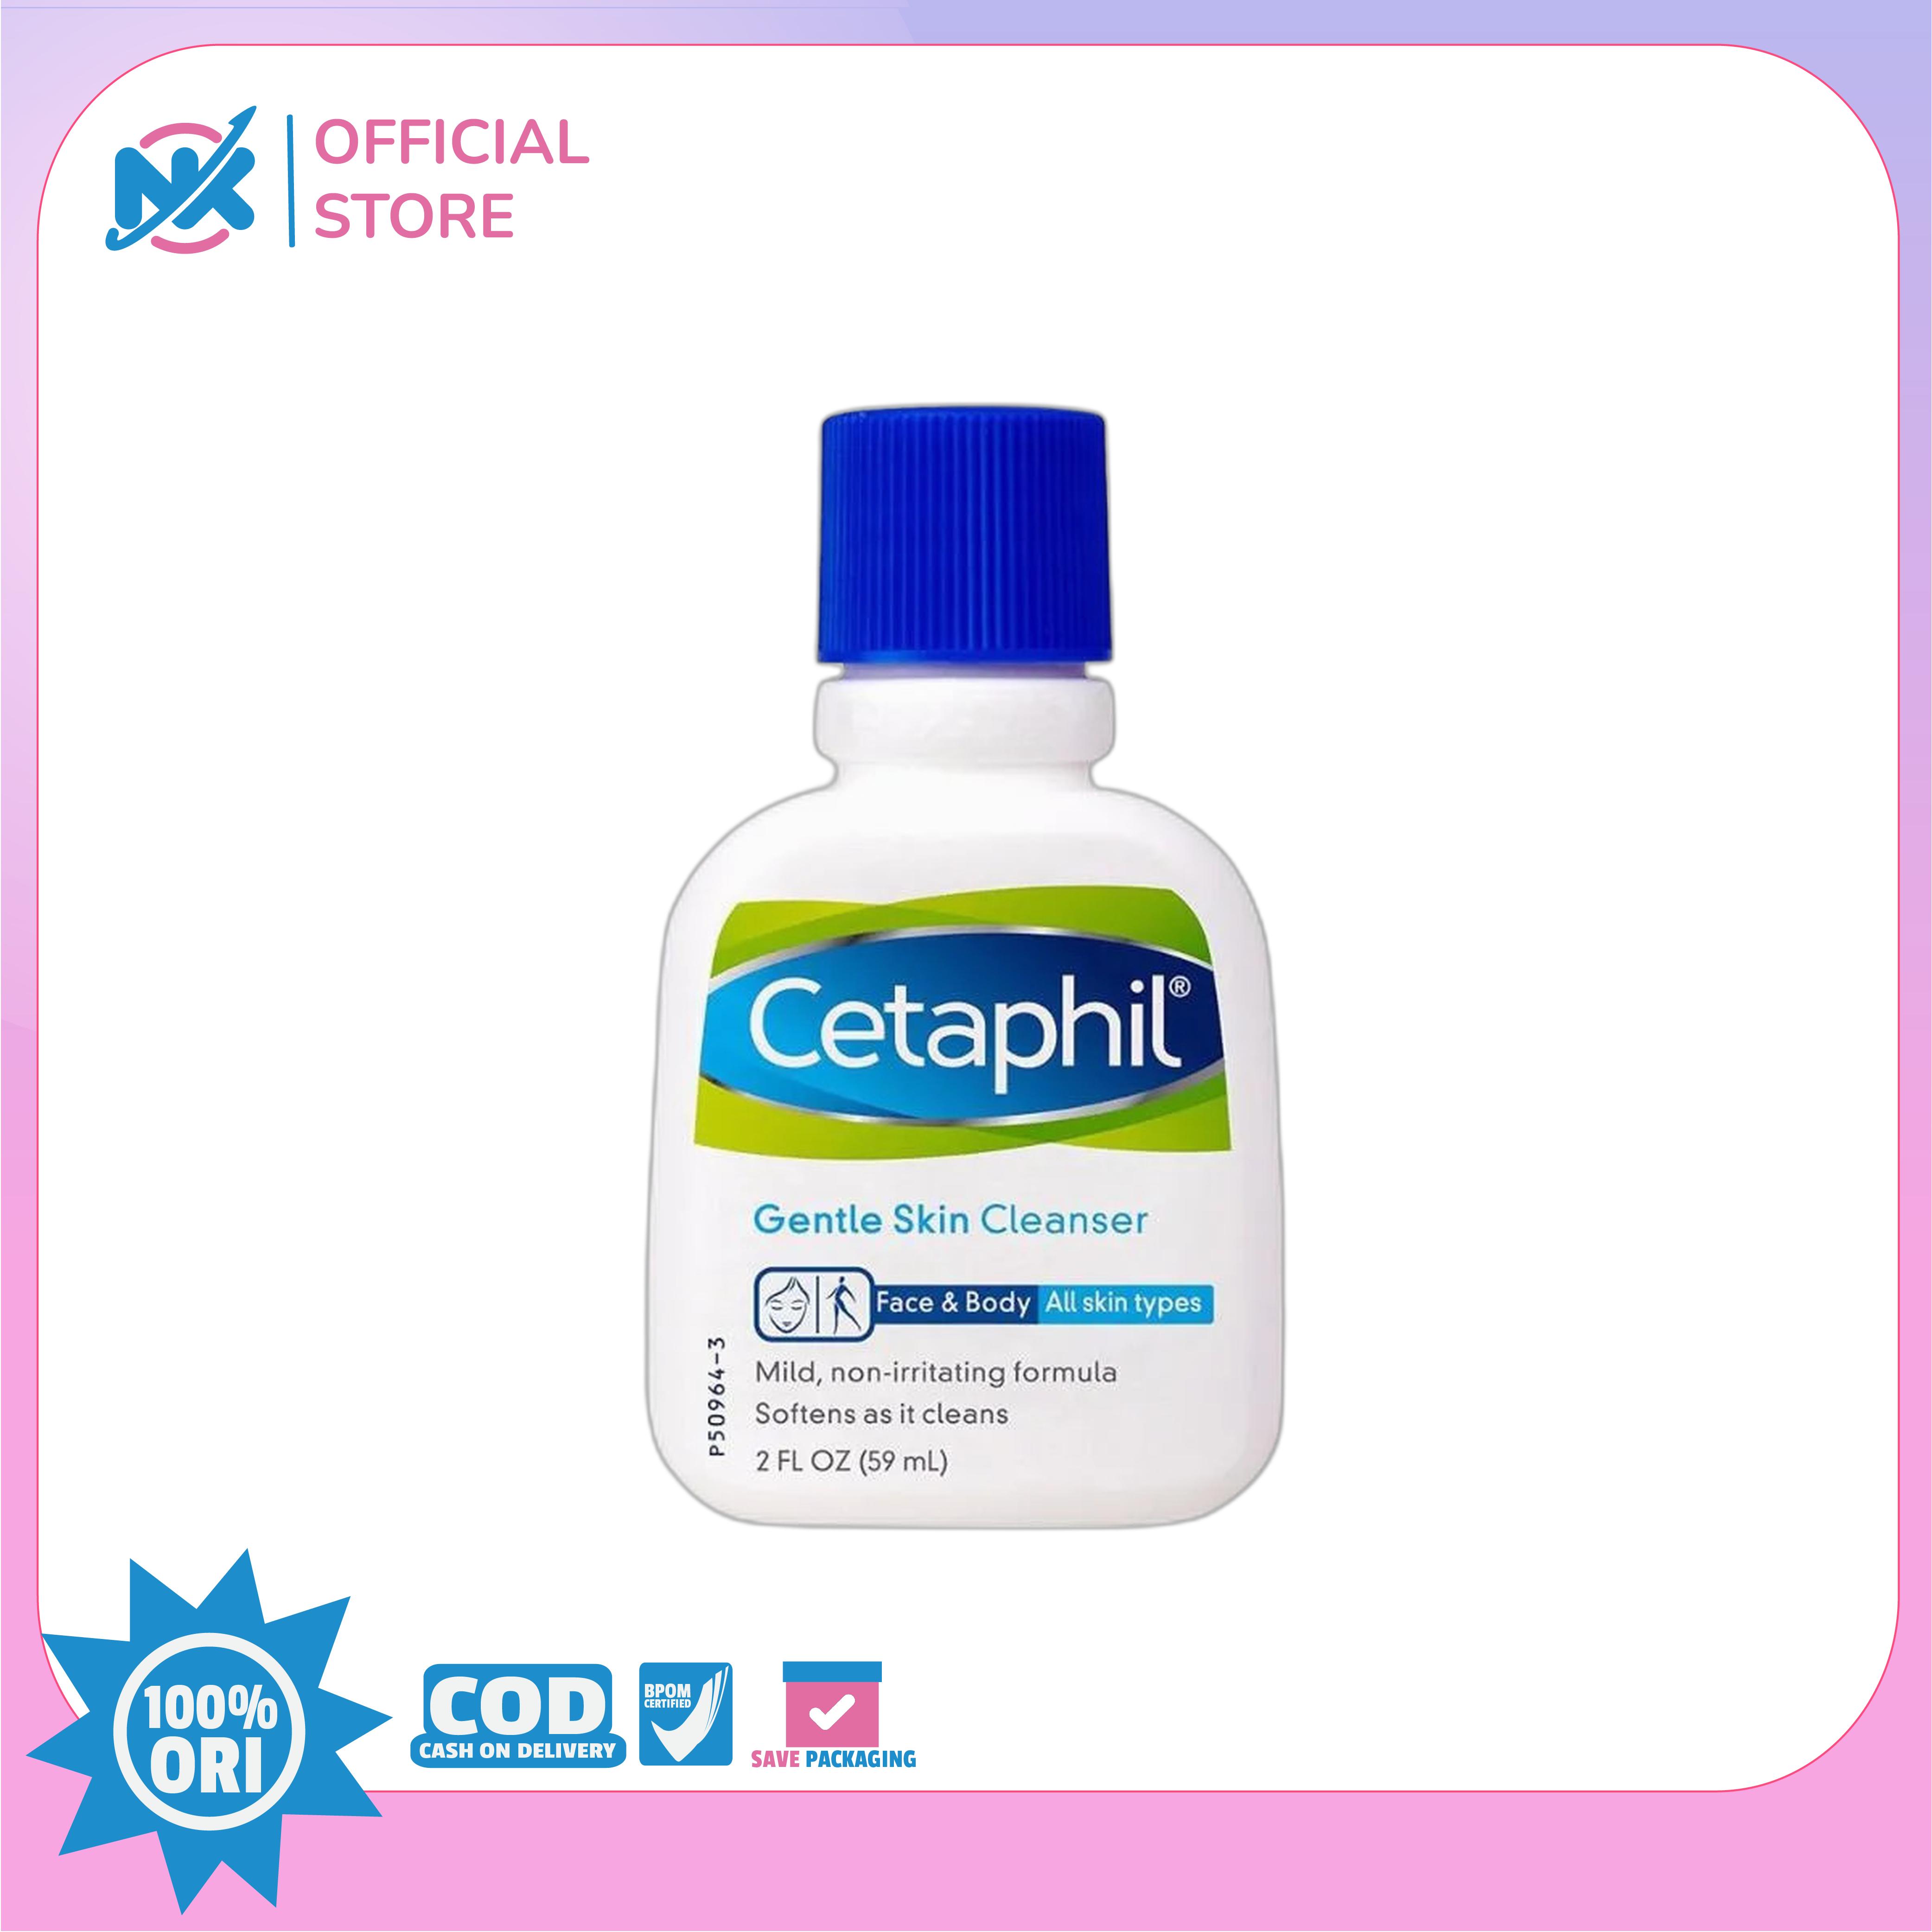 NK
OFFICIAL
STORE
Cetaphil®
Gentle Skin Cleanser
Face & Body All skin types
Mild, non-irritating formula
Softens as it cleans
2 FL OZ (59 mL)
P50964-3
100%
ORI
COD
CASH ON DELIVERY
BPOM
CERTIFIED
SAVE PACKAGING